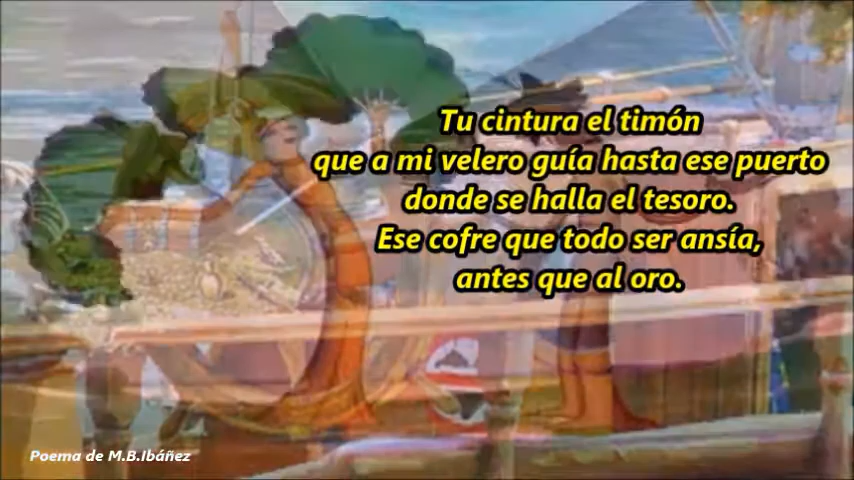 Tu cintura el timón
que a mi velero guía hasta ese puerto
donde se halla el tesoro.
Ese cofre que todo ser ansía,
antes que al oro.
Poema de M.B.Ibáñez